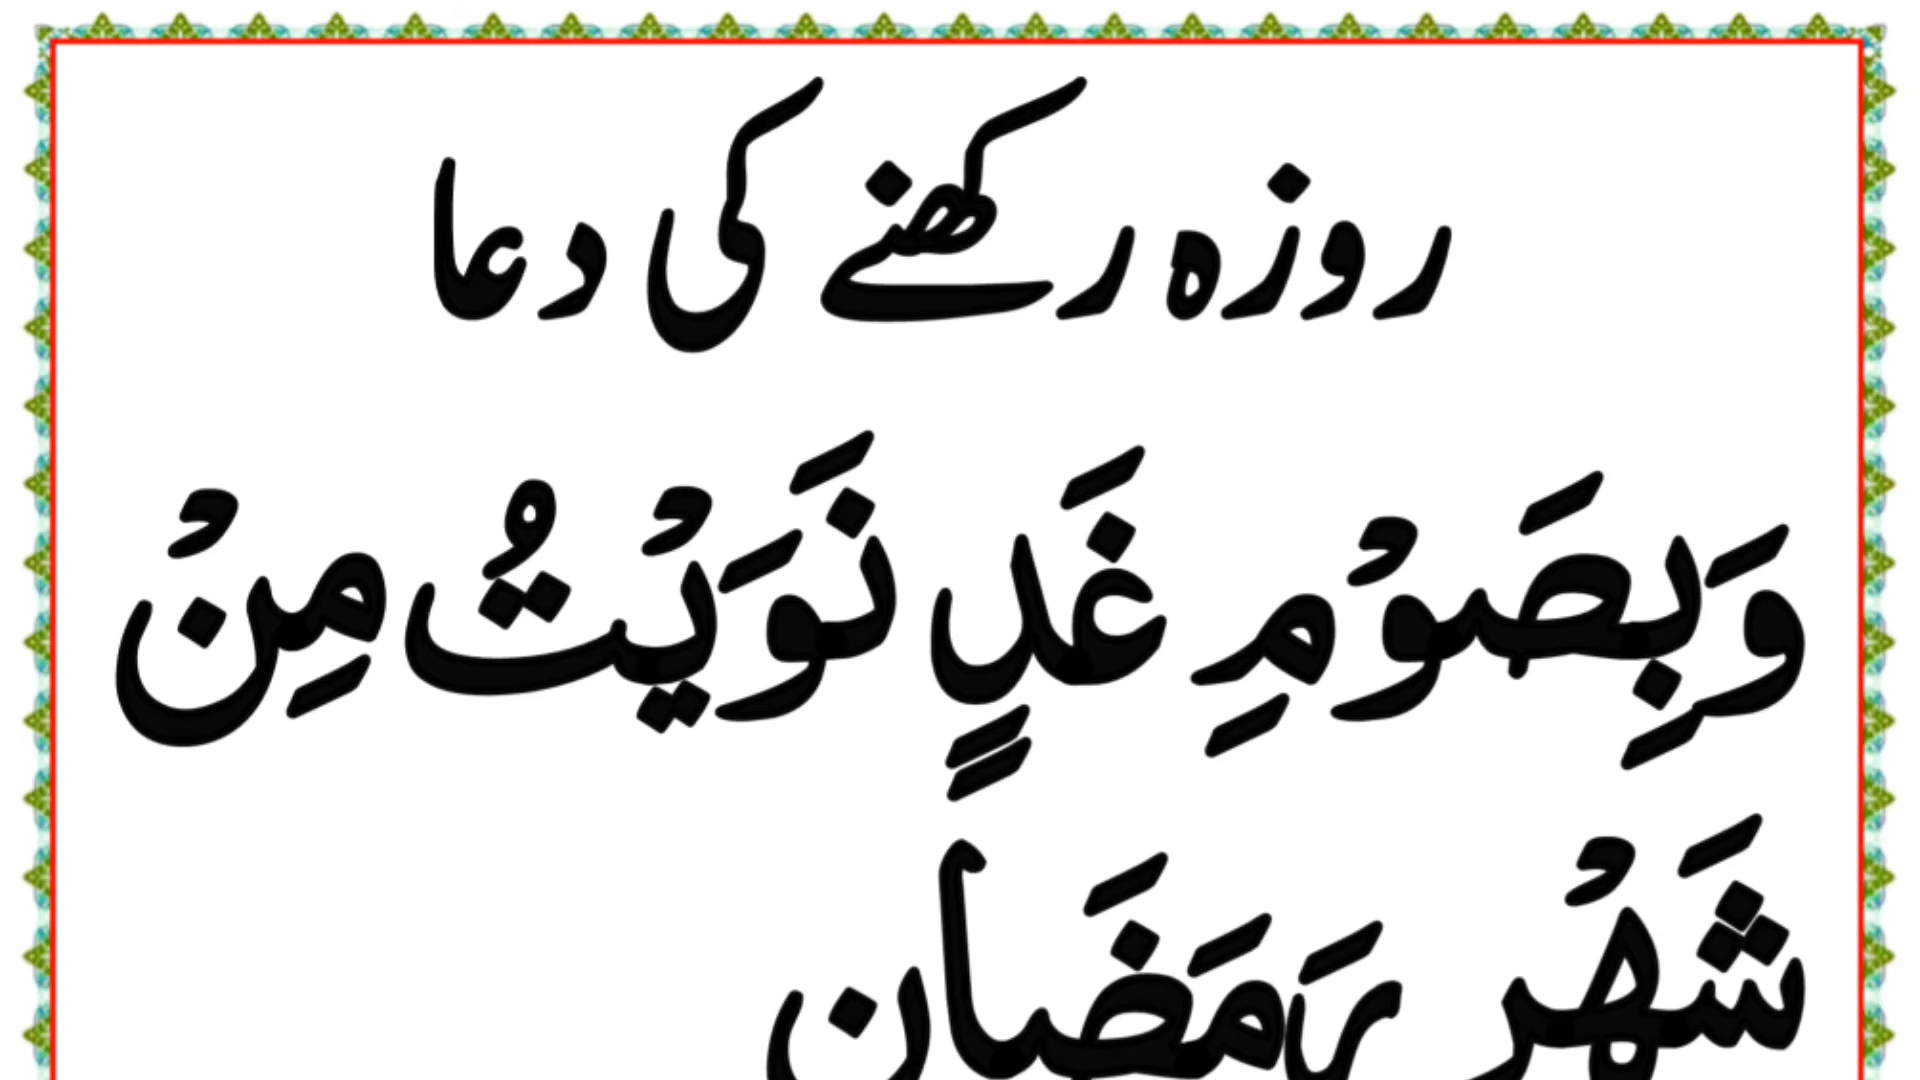 روزہ رکھنے کی دعا
وَبِصَوْمِ غَدٍ نَوَيْتُ مِنْ
شَهْرِ رَمَضَان